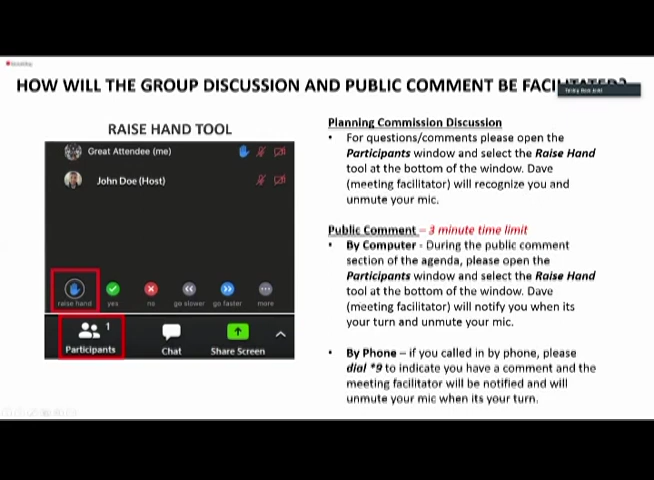 Recording
HOW WILL THE GROUP DISCUSSION AND PUBLIC COMMENT BE FACILITATED?
RAISE HAND TOOL
Great Attendee (me)
John Doe (Host)
raise hand
yes
no
go slower
go faster
more
1
Participants
Chat
Share Screen
Planning Commission Discussion
• For questions/comments please open the
Participants window and select the Raise Hand
tool at the bottom of the window. Dave
(meeting facilitator) will recognize you and
unmute your mic.
Public Comment – 3 minute time limit
• By Computer - During the public comment
section of the agenda, please open the
Participants window and select the Raise Hand
tool at the bottom of the window. Dave
(meeting facilitator) will notify you when its
your turn and unmute your mic.
• By Phone – if you called in by phone, please
dial *9 to indicate you have a comment and the
meeting facilitator will be notified and will
unmute your mic when its your turn.